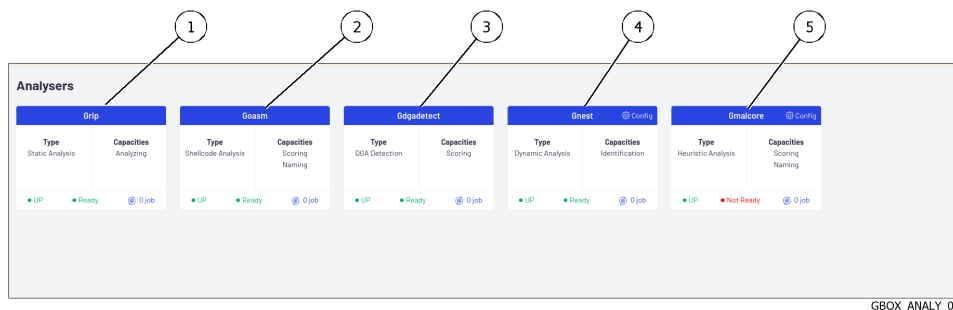 1 2 3 4 5
Analysers
Grip
Type Capacities
Static Analysis Analyzing
UP Ready 0 job
Goasm
Type Capacities
Shellcode Analysis Scoring
Naming
UP Ready 0 job
Gdgadetect
Type Capacities
DGA Detection Scoring
UP Ready 0 job
Gnest Config
Type Capacities
Dynamic Analysis Identification
UP Ready 0 job
Gmalcore Config
Type Capacities
Heuristic Analysis Scoring
Naming
UP Not Ready 0 job
GBOX_ANALY_0